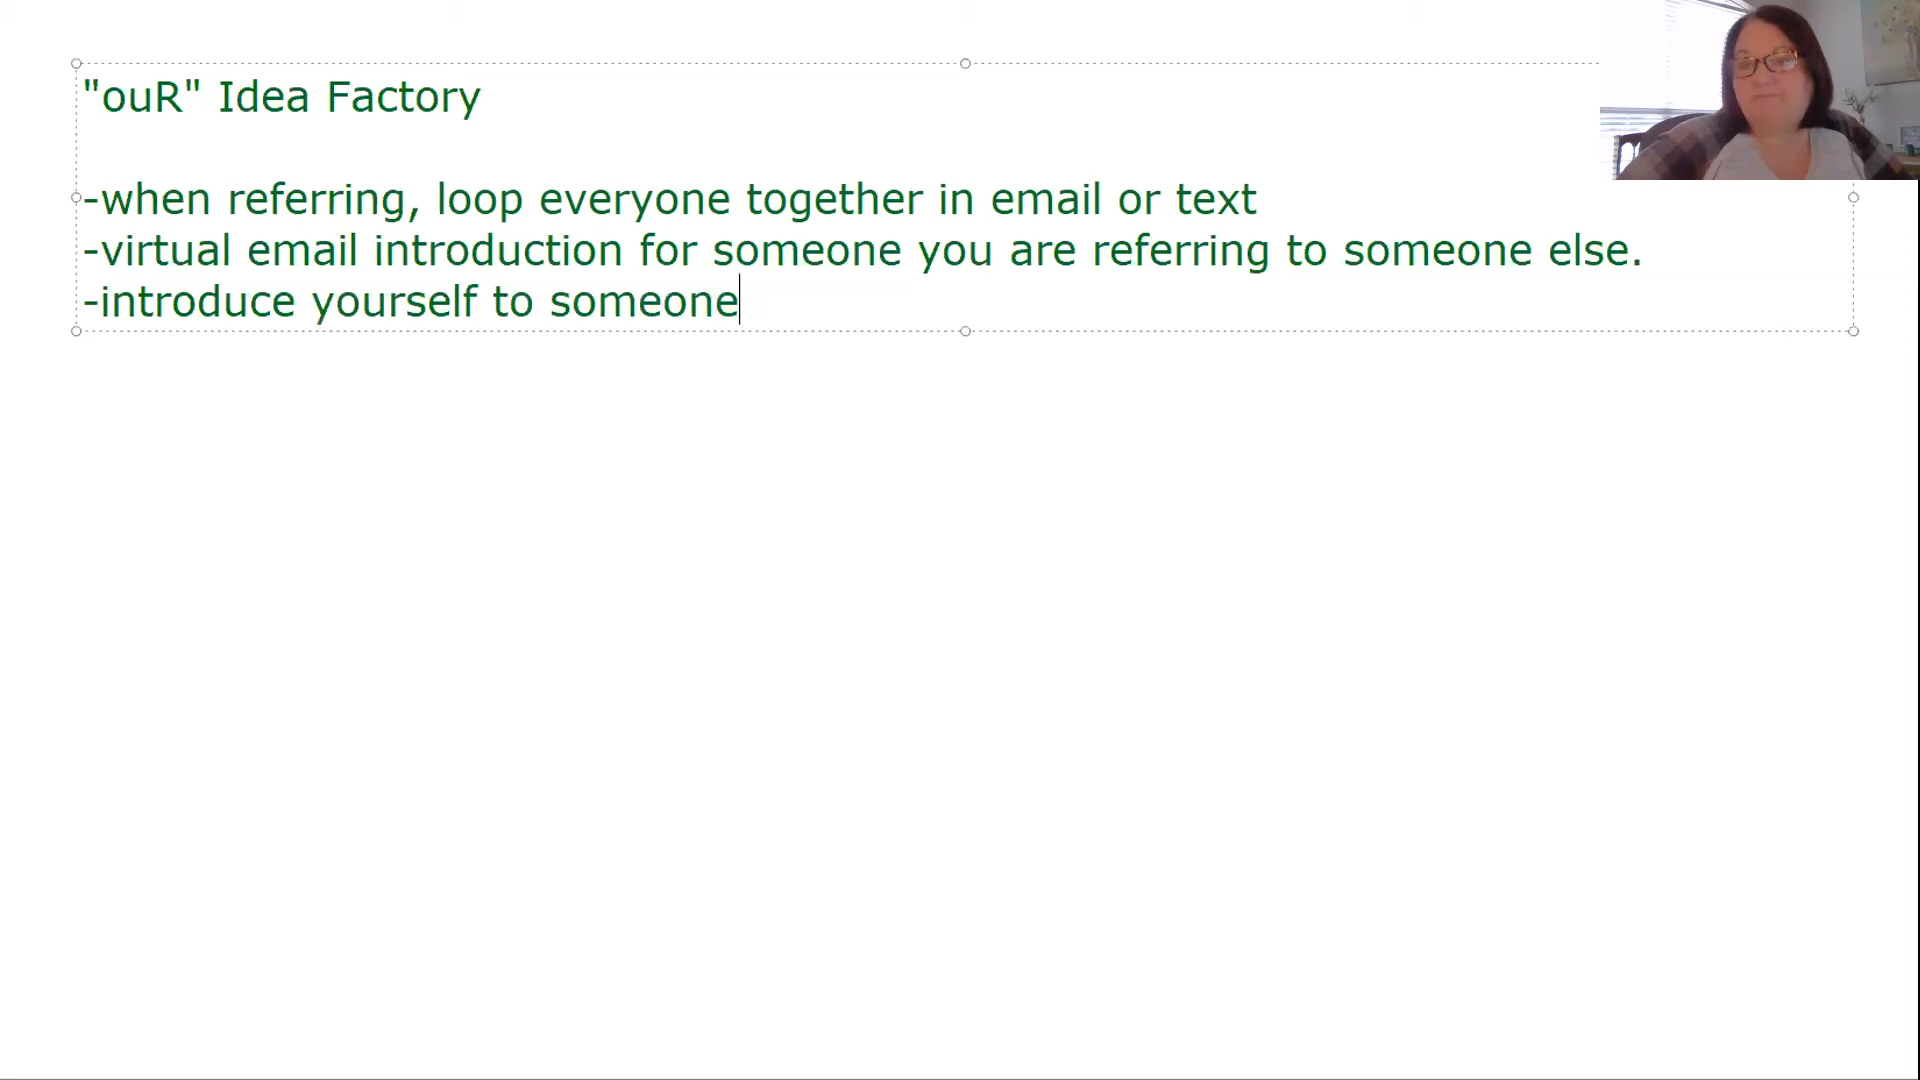 "ouR" Idea Factory
-when referring, loop everyone together in email or text
-virtual email introduction for someone you are referring to someone else.
-introduce yourself to someone